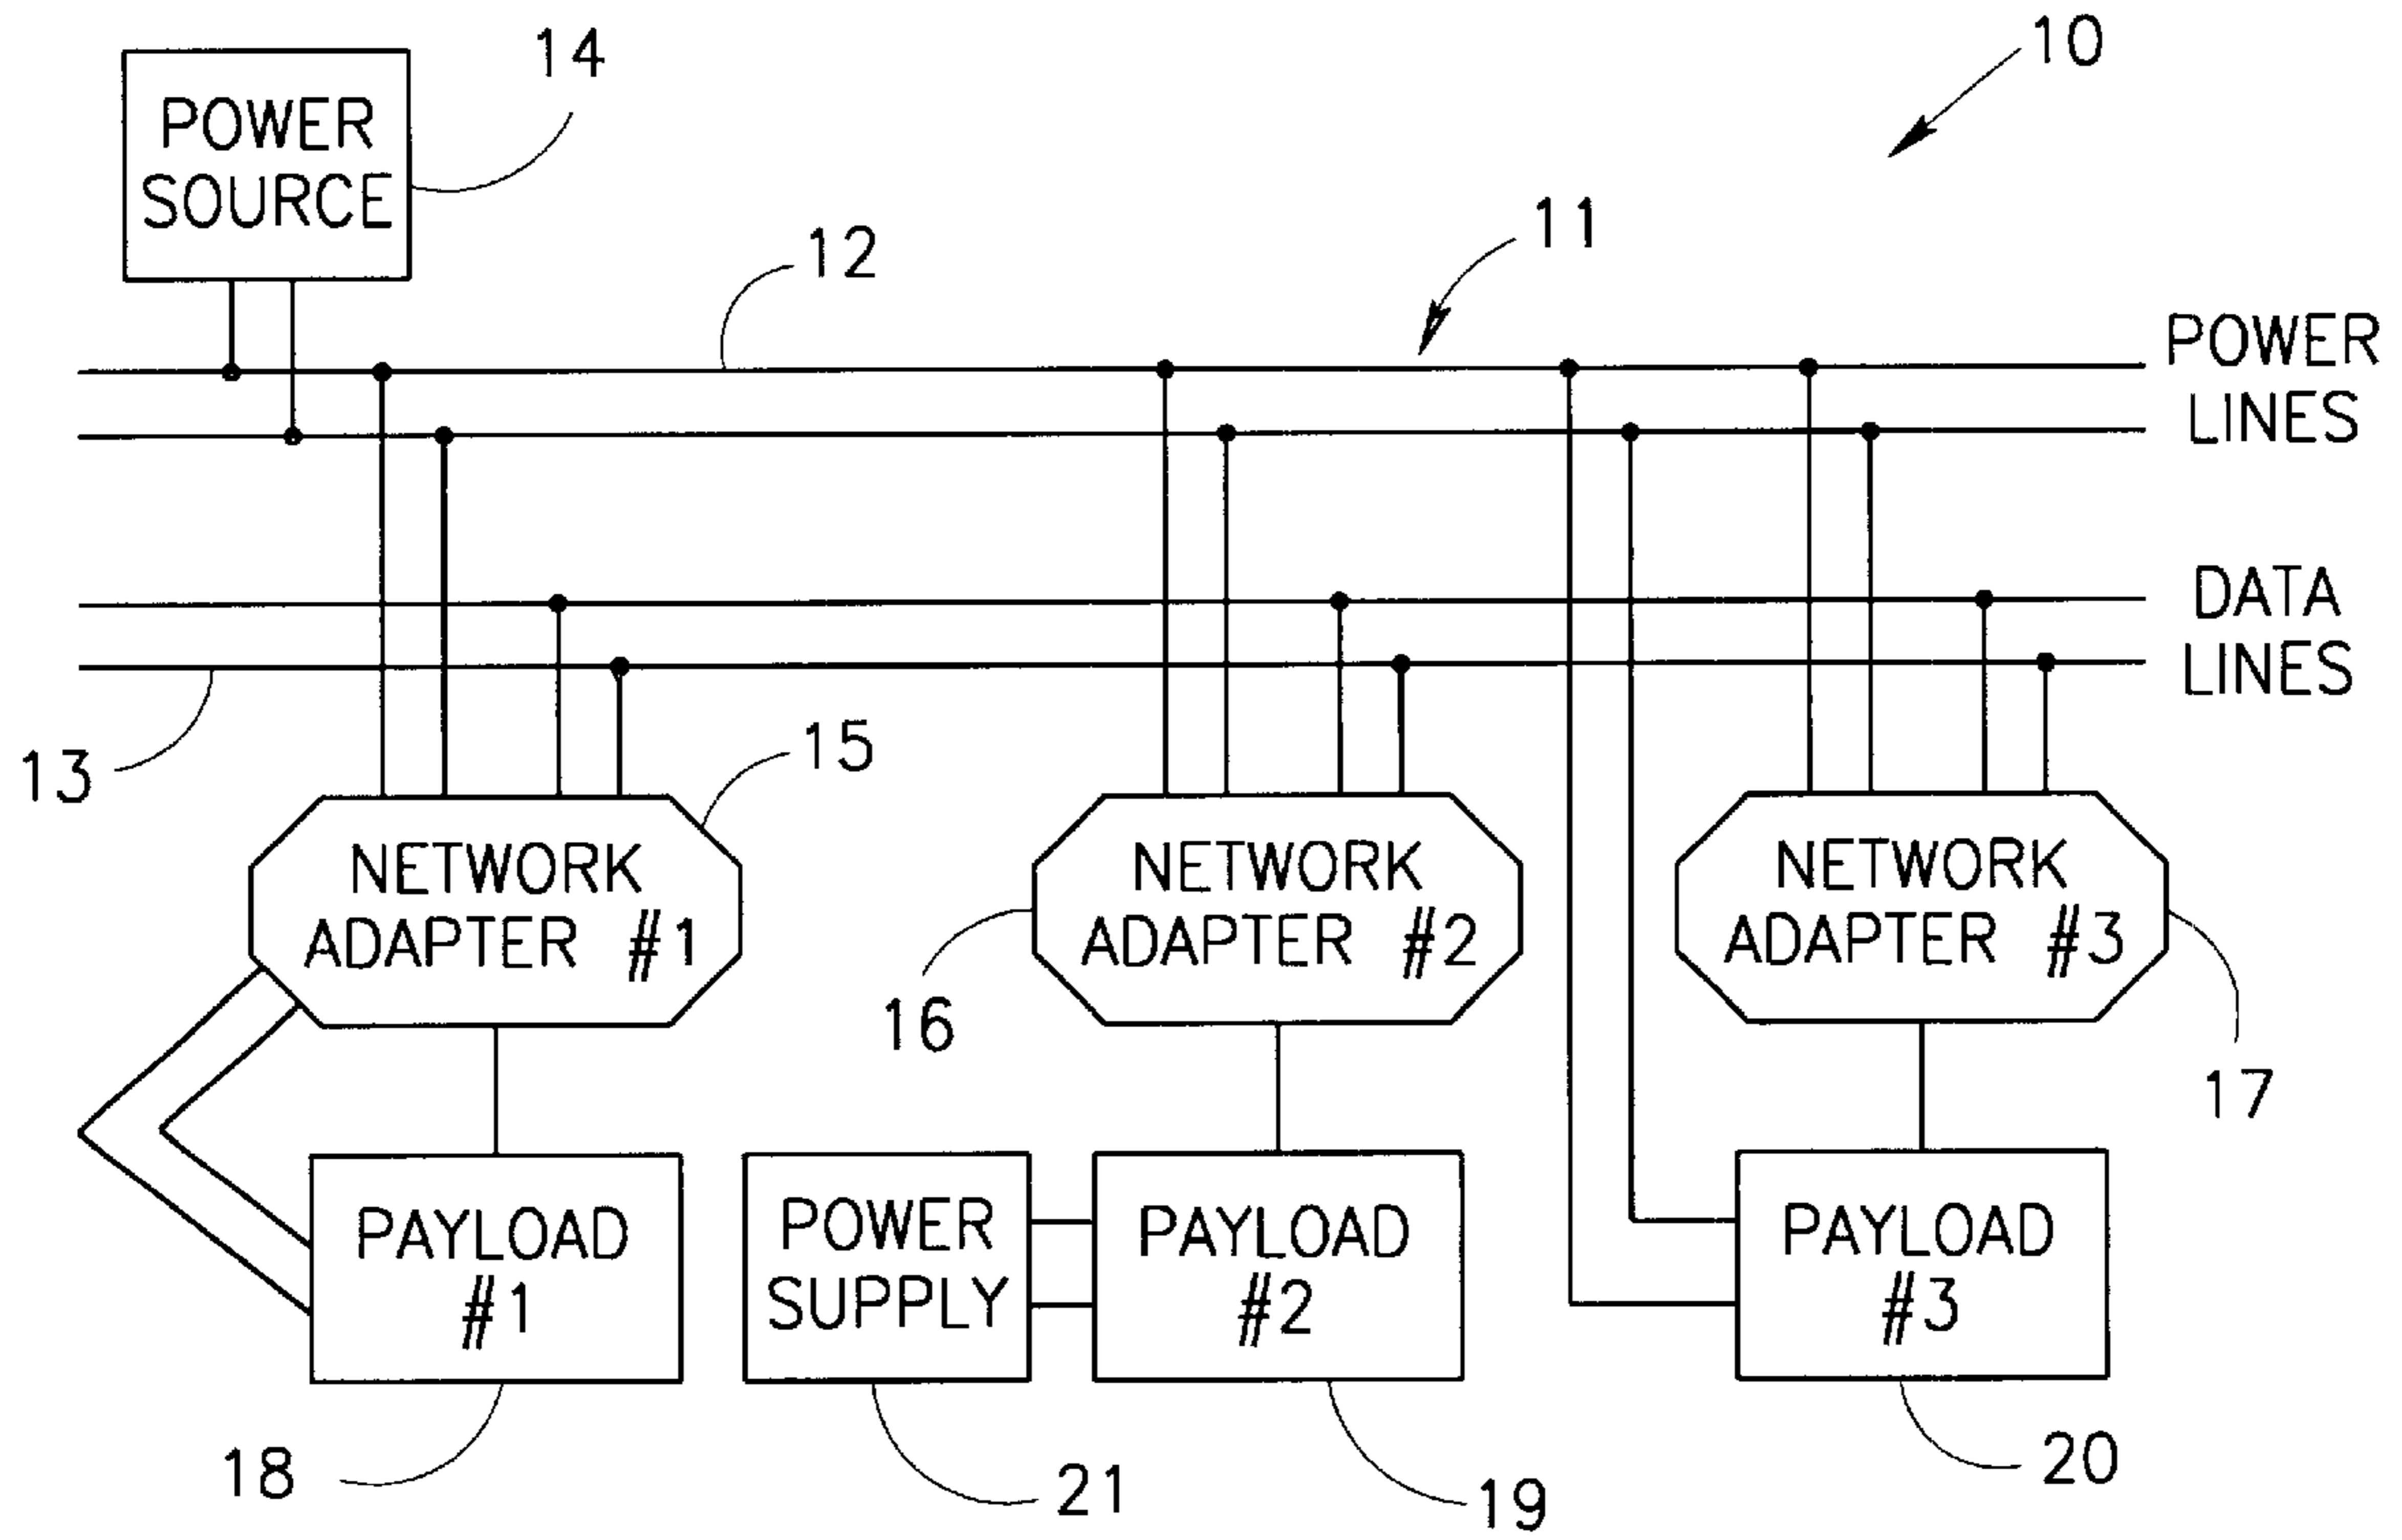 POWER
SOURCE
14
10
11
12
POWER
LINES
DATA
LINES
13
15
NETWORK
ADAPTER #1
NETWORK
ADAPTER #2
NETWORK
ADAPTER #3
16
17
PAYLOAD
#1
POWER
SUPPLY
PAYLOAD
#2
PAYLOAD
#3
18
21
19
20